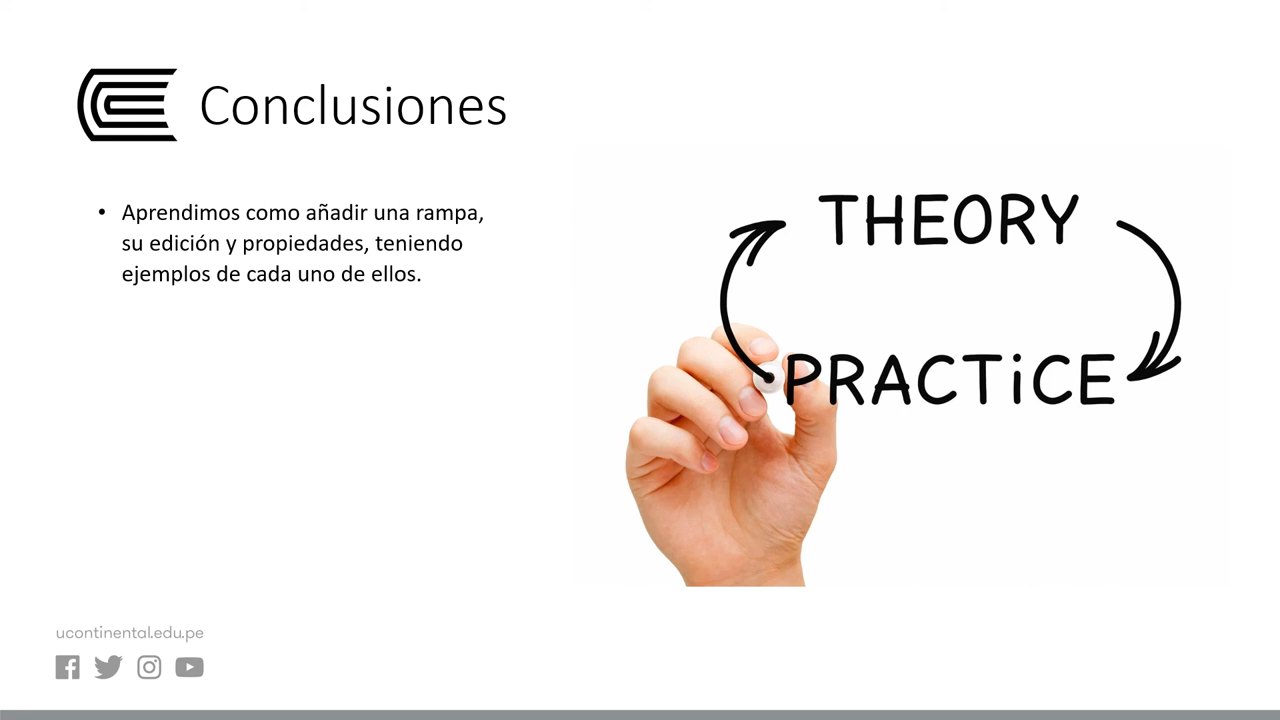 Conclusiones
• Aprendimos como añadir una rampa,
su edición y propiedades, teniendo
ejemplos de cada uno de ellos.
THEORY
PRACTiCE
ucontinental.edu.pe